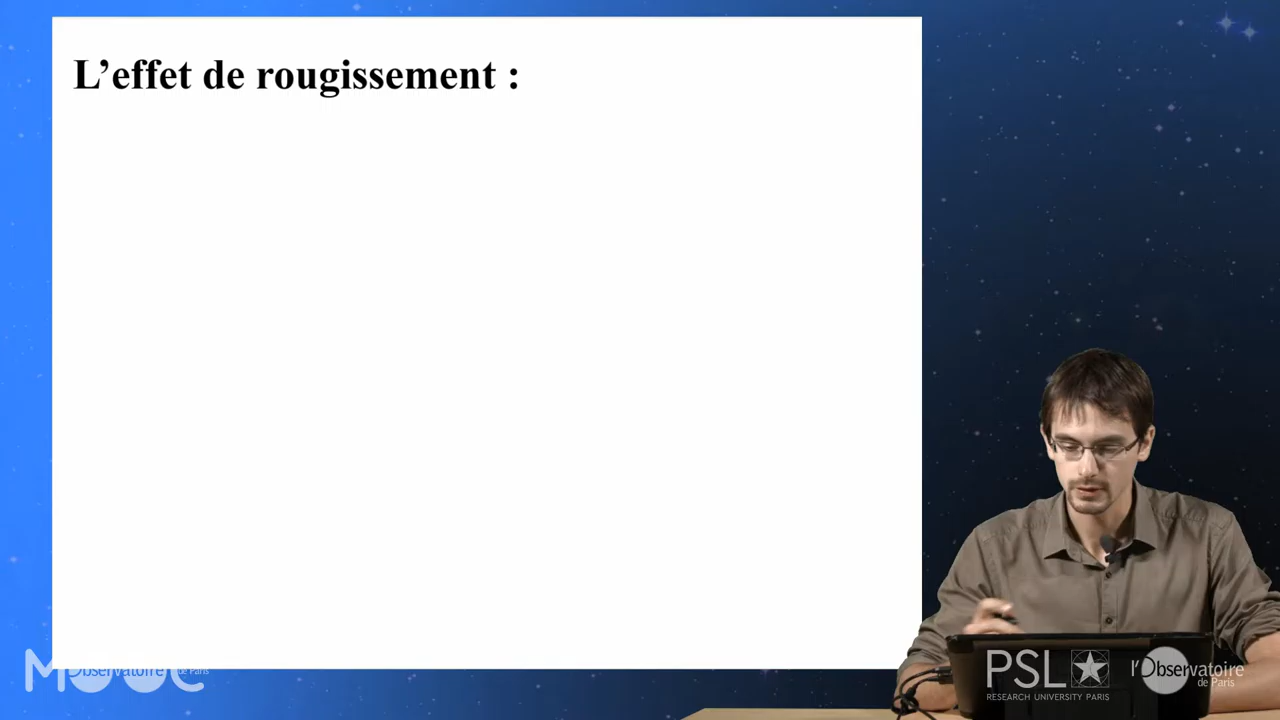 L’effet de rougissement :
MOOC
l'Observatoire
de Paris
PSL
RESEARCH UNIVERSITY PARIS
l'Observatoire
de Paris